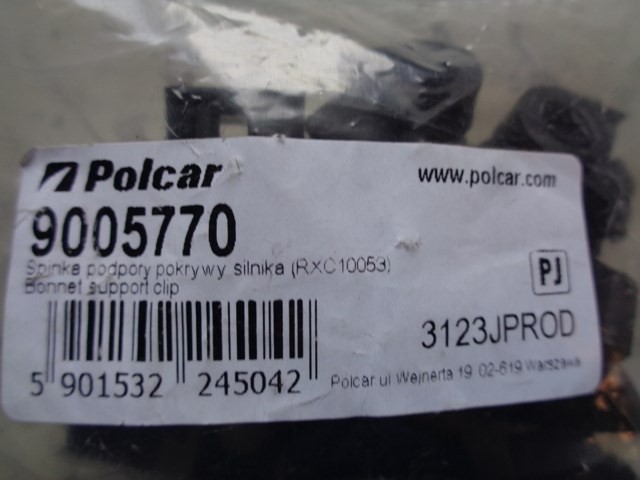 Polcar
www.polcar.com
9005770
Spinka podpory pokrywy silnika (RXC10053)
Bonnet support clip
PJ
3123JPROD
5 901532 245042
Polcar ul Wejnerta 19 02-619 Warszawa